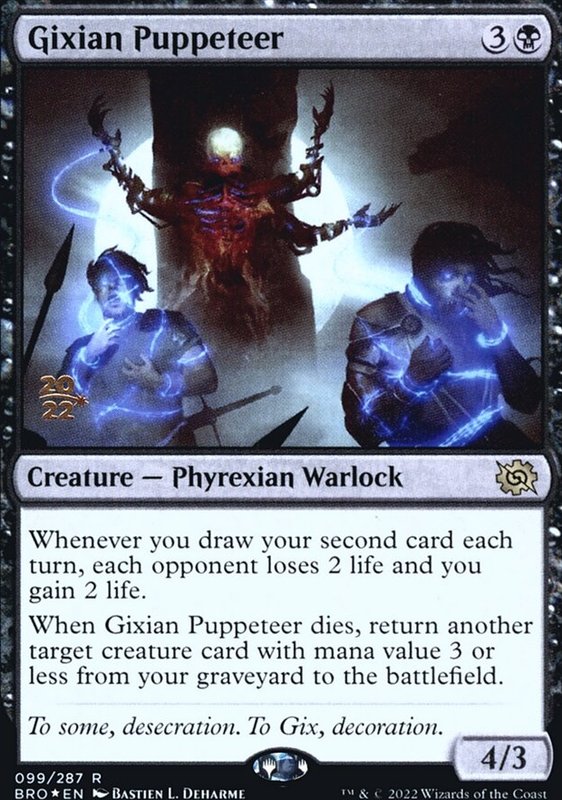 Gixian Puppeteer 3
20
22*
Creature — Phyrexian Warlock
Whenever you draw your second card each
turn, each opponent loses 2 life and you
gain 2 life.
When Gixian Puppeteer dies, return another
target creature card with mana value 3 or
less from your graveyard to the battlefield.
To some, desecration. To Gix, decoration.
4/3
099/287 R
BRO★EN Bastien L. Deharme
™ & © 2022 Wizards of the Coast